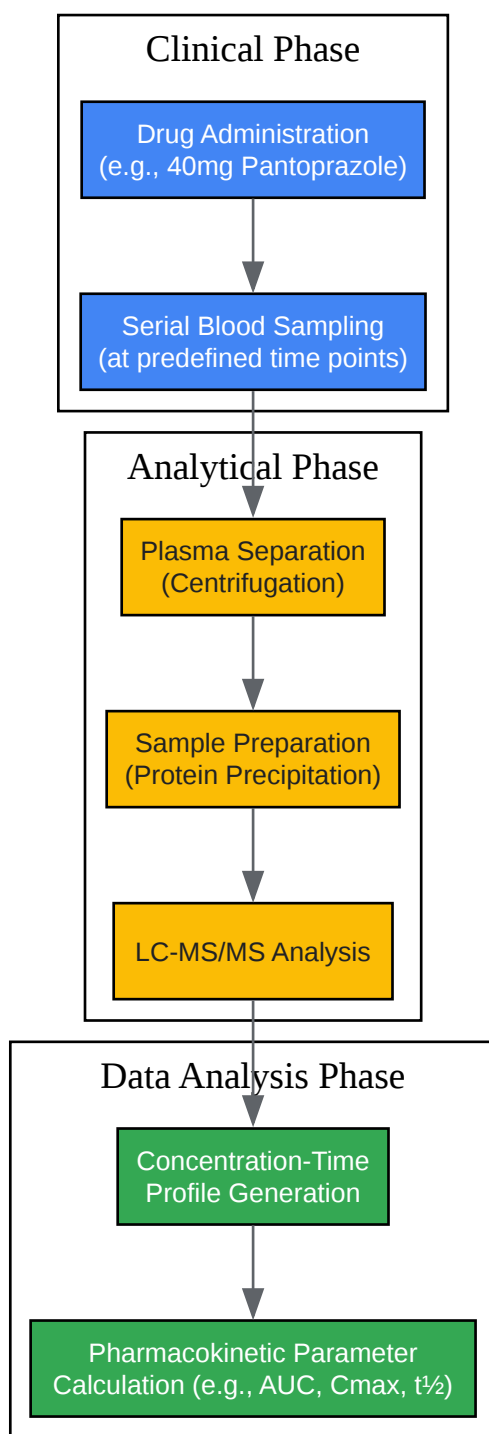 Clinical Phase
Drug Administration
(e.g., 40mg Pantoprazole)
Serial Blood Sampling
(at predefined time points)
Analytical Phase
Plasma Separation
(Centrifugation)
Sample Preparation
(Protein Precipitation)
LC-MS/MS Analysis
Data Analysis Phase
Concentration-Time
Profile Generation
Pharmacokinetic Parameter
Calculation (e.g., AUC, Cmax, t½)